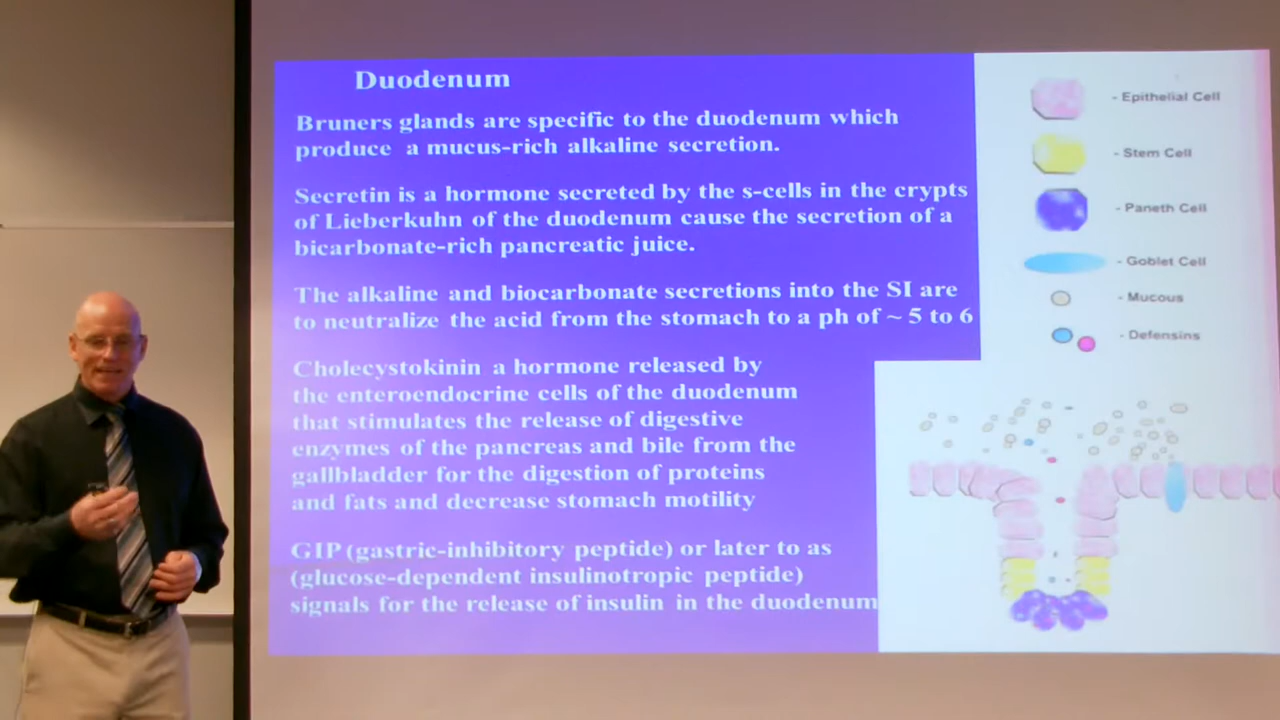 Duodenum
Bruners glands are specific to the duodenum which
produce a mucus-rich alkaline secretion.
Secretin is a hormone secreted by the s-cells in the crypts
of Lieberkuhn of the duodenum cause the secretion of a
bicarbonate-rich pancreatic juice.
The alkaline and biocarbonate secretions into the SI are
to neutralize the acid from the stomach to a ph of ~ 5 to 6
Cholecystokinin a hormone released by
the enteroendocrine cells of the duodenum
that stimulates the release of digestive
enzymes of the pancreas and bile from the
gallbladder for the digestion of proteins
and fats and decrease stomach motility
GIP (gastric-inhibitory peptide) or later to as
(glucose-dependent insulinotropic peptide)
signals for the release of insulin in the duodenum
- Epithelial Cell
- Stem Cell
- Paneth Cell
- Goblet Cell
- Mucous
- Defensins